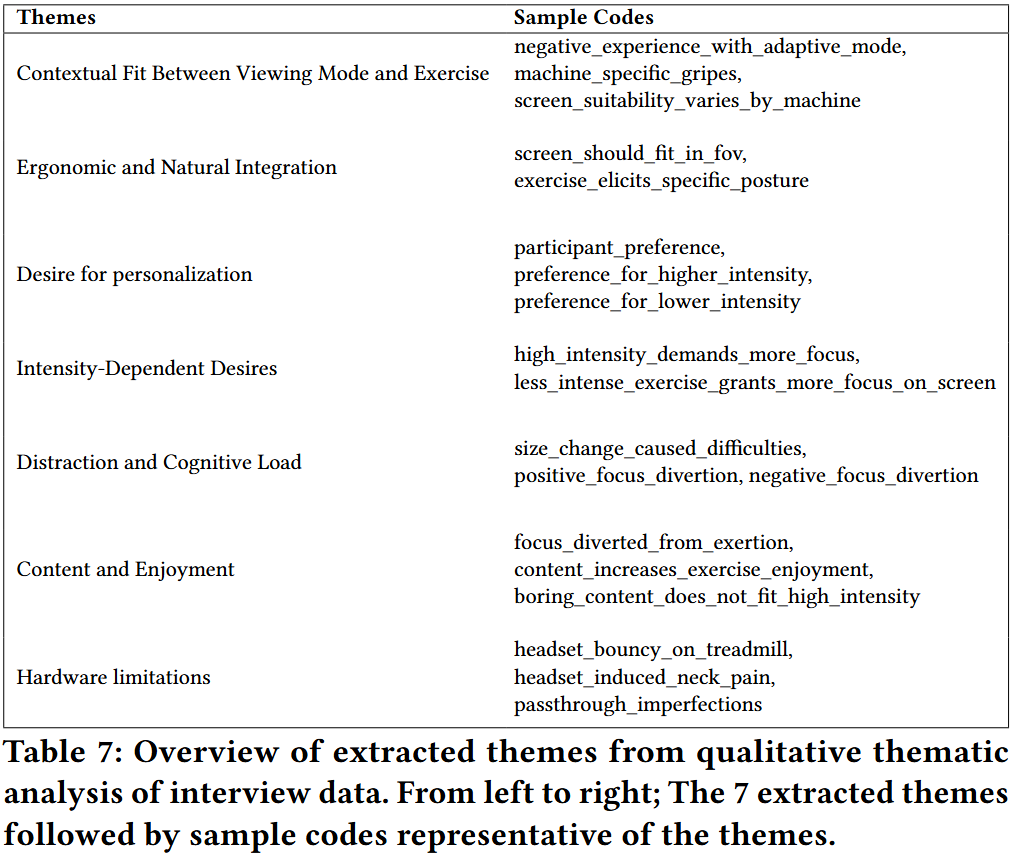 Themes Sample Codes
negative_experience_with_adaptive_mode,
Contextual Fit Between Viewing Mode and Exercise machine_specific_gripes,
screen_suitability_varies_by_machine
Ergonomic and Natural Integration screen_should_fit_in_fov,
exercise_elicits_specific_posture
participant_preference,
Desire for personalization preference_for_higher_intensity,
preference_for_lower_intensity
Intensity-Dependent Desires high_intensity_demands_more_focus,
less_intense_exercise_grants_more_focus_on_screen
Distraction and Cognitive Load size_change_caused_difficulties,
positive_focus_divertion, negative_focus_divertion
focus_diverted_from_exertion,
Content and Enjoyment content_increases_exercise_enjoyment,
boring_content_does_not_fit_high_intensity
headset_bouncy_on_treadmill,
Hardware limitations headset_induced_neck_pain,
passthrough_imperfections
Table 7: Overview of extracted themes from qualitative thematic
analysis of interview data. From left to right; The 7 extracted themes
followed by sample codes representative of the themes.